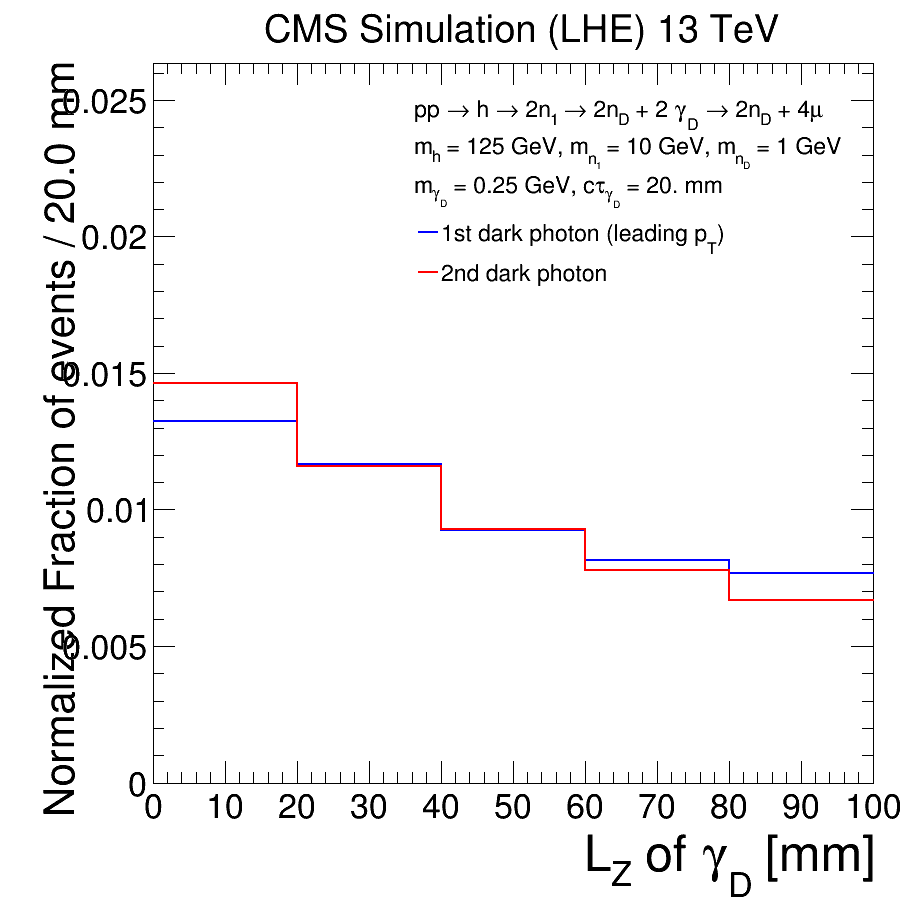 CMS Simulation (LHE) 13 TeV
Normalized Fraction of events / 20.0 mm
0.025
0.02
0.015
0.01
0.005
0
pp → h → 2n1 → 2nD + 2 γD → 2nD + 4μ
mh = 125 GeV, mn1 = 10 GeV, mnD = 1 GeV
mγD = 0.25 GeV, cτγD = 20. mm
1st dark photon (leading pT)
2nd dark photon
0 10 20 30 40 50 60 70 80 90 100
LZ of γD [mm]